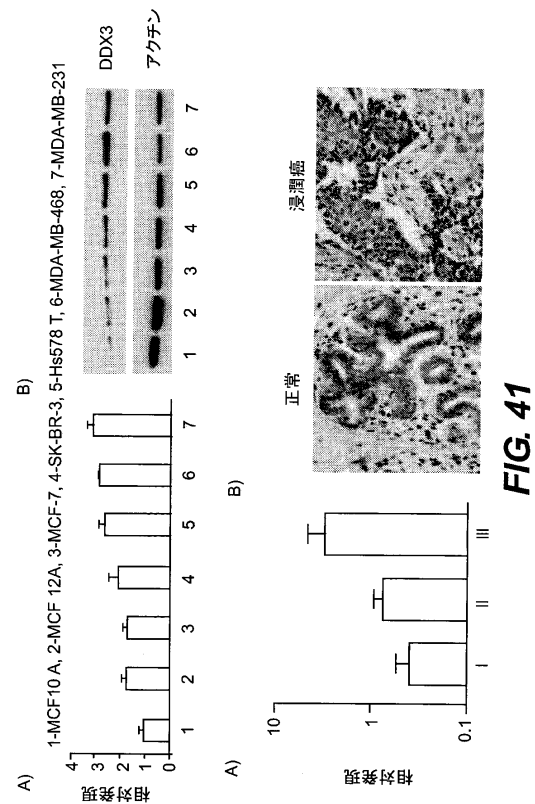 A)
相対発現
4
3
2
1
0
1 2 3 4 5 6 7
1-MCF10 A, 2-MCF 12A, 3-MCF-7, 4-SK-BR-3, 5-Hs578 T, 6-MDA-MB-468, 7-MDA-MB-231
B)
DDX3
アクチン
1 2 3 4 5 6 7
A)
相対発現
10
1
0.1
I II III
B)
正常
浸潤癌
FIG. 41